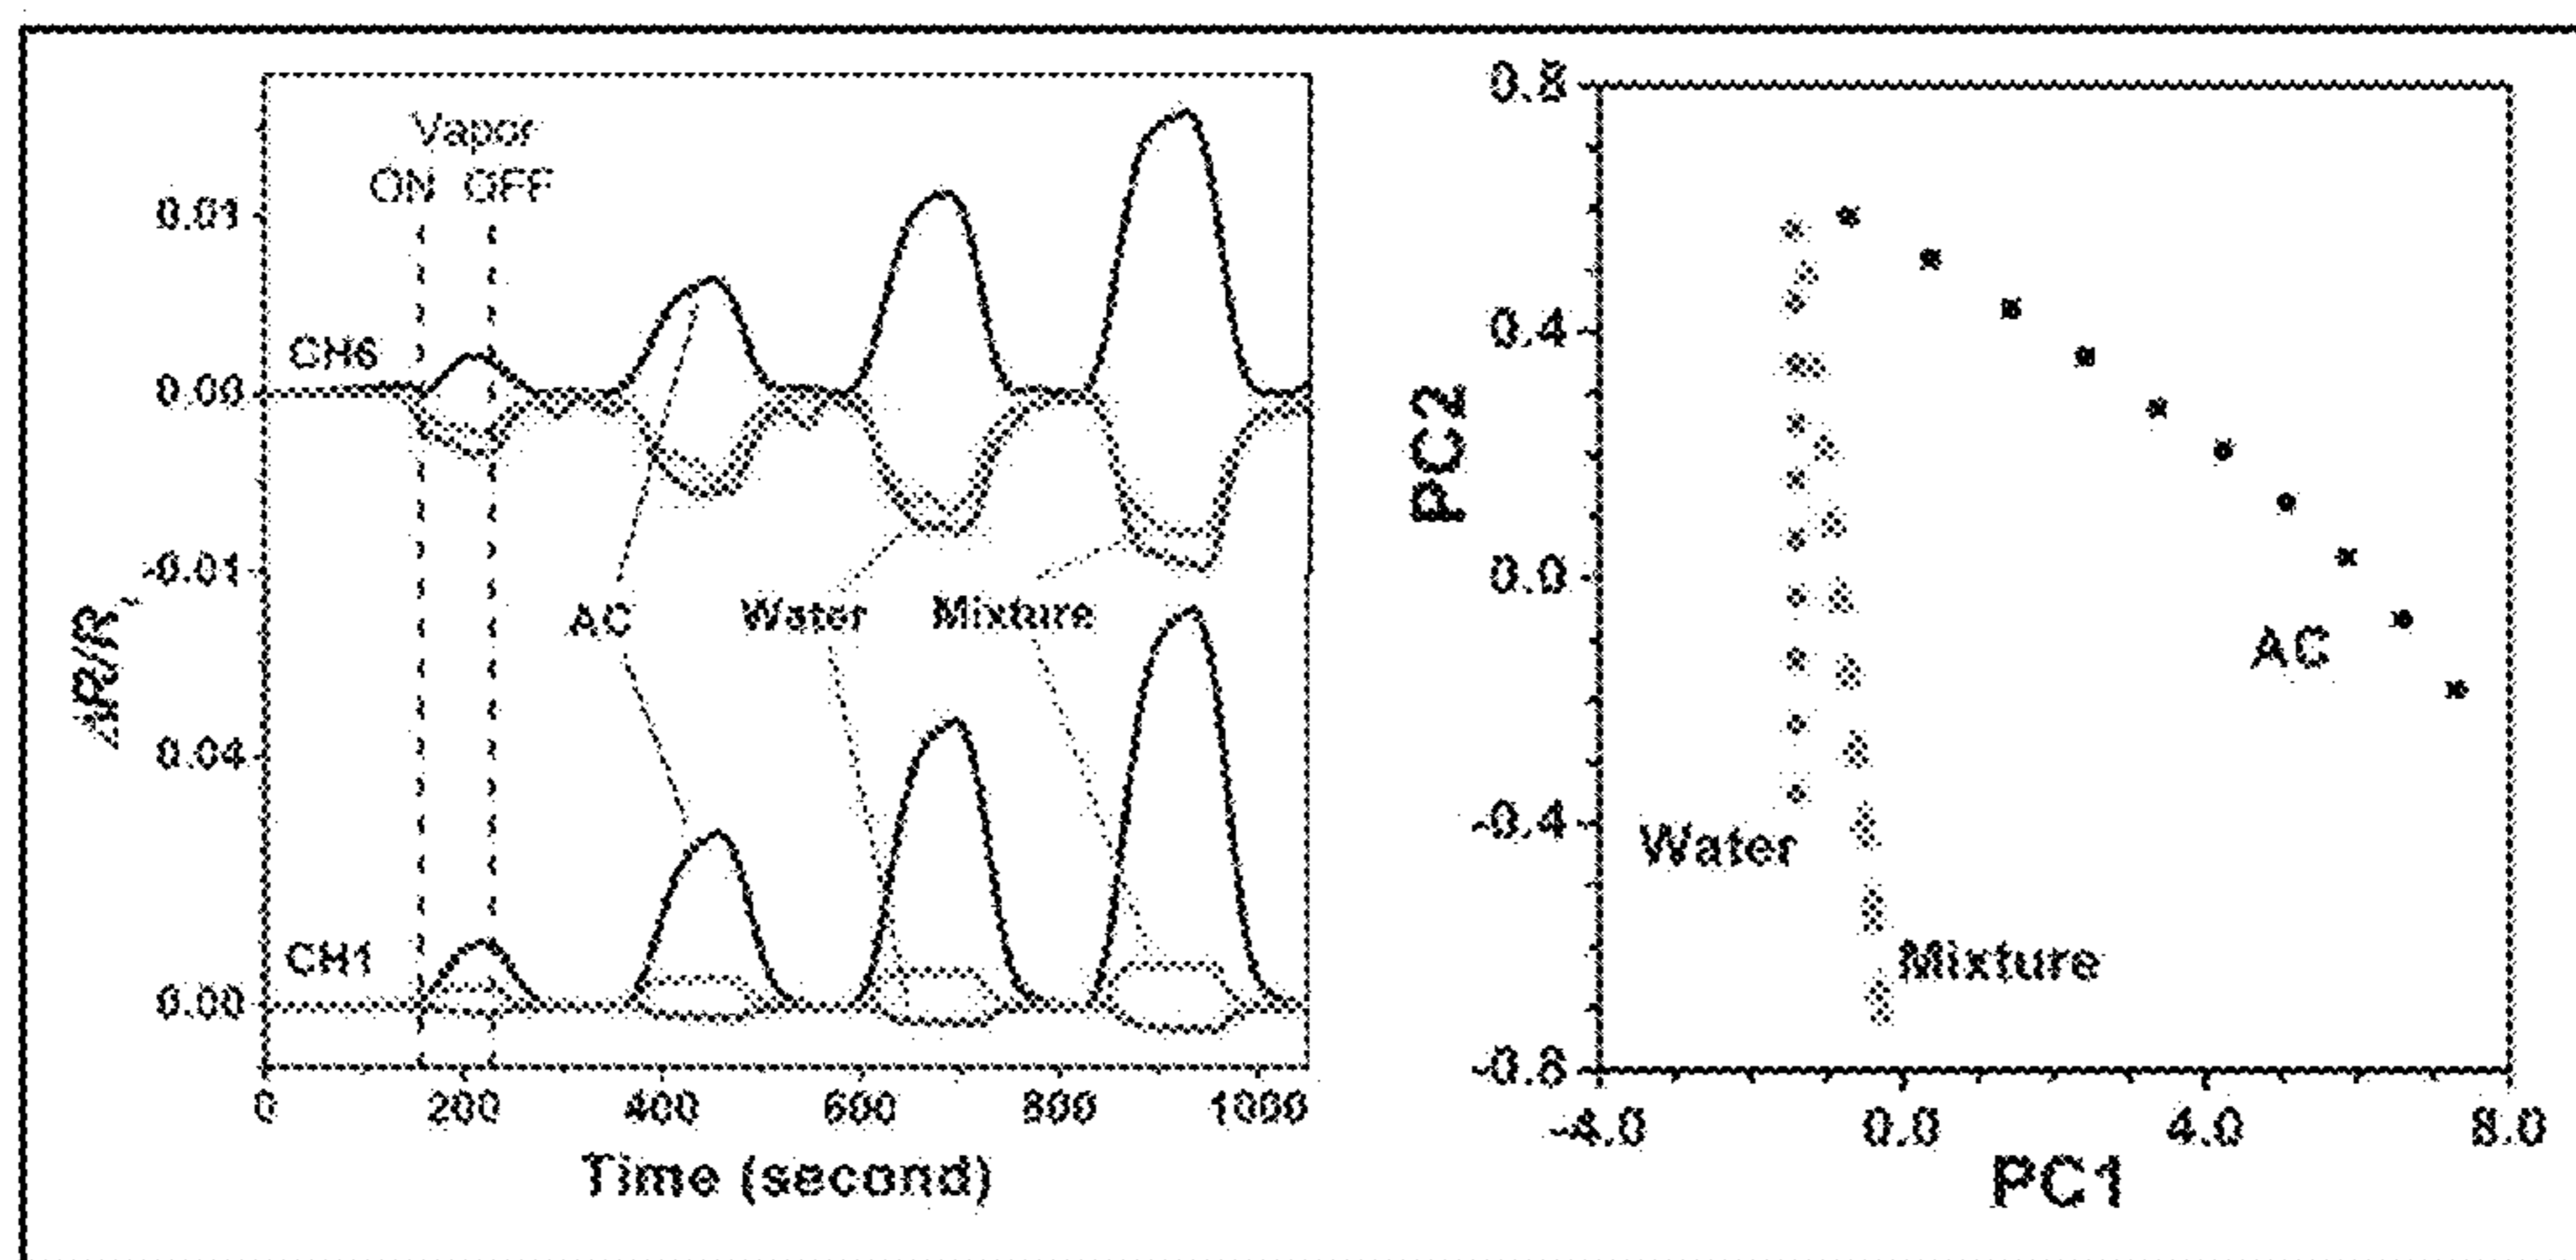 Vapor
ON OFF
0.01
CH6
0.00
-0.01
ΔR/R
AC
Water
Mixture
0.04
CH1
0.00
0
200
400
600
800
1000
Time (second)
0.8
0.4
PC2
0.0
AC
-0.4
Water
Mixture
-0.8
-4.0
0.0
4.0
8.0
PC1